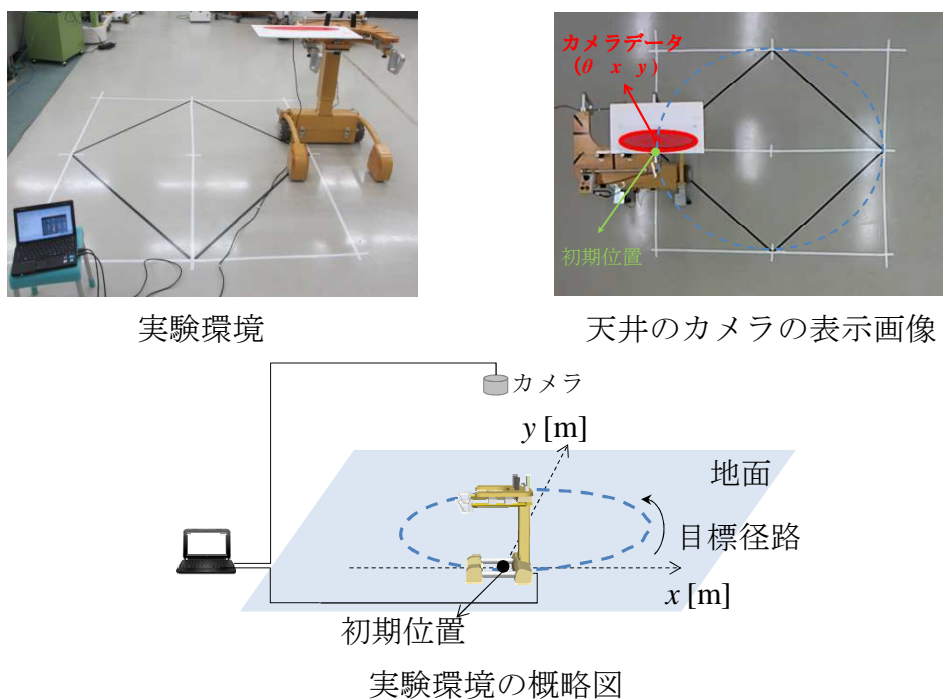 カメラデータ
(θ x y)
初期位置
実験環境
天井のカメラの表示画像
カメラ
y [m]
地面
目標径路
x [m]
初期位置
実験環境の概略図